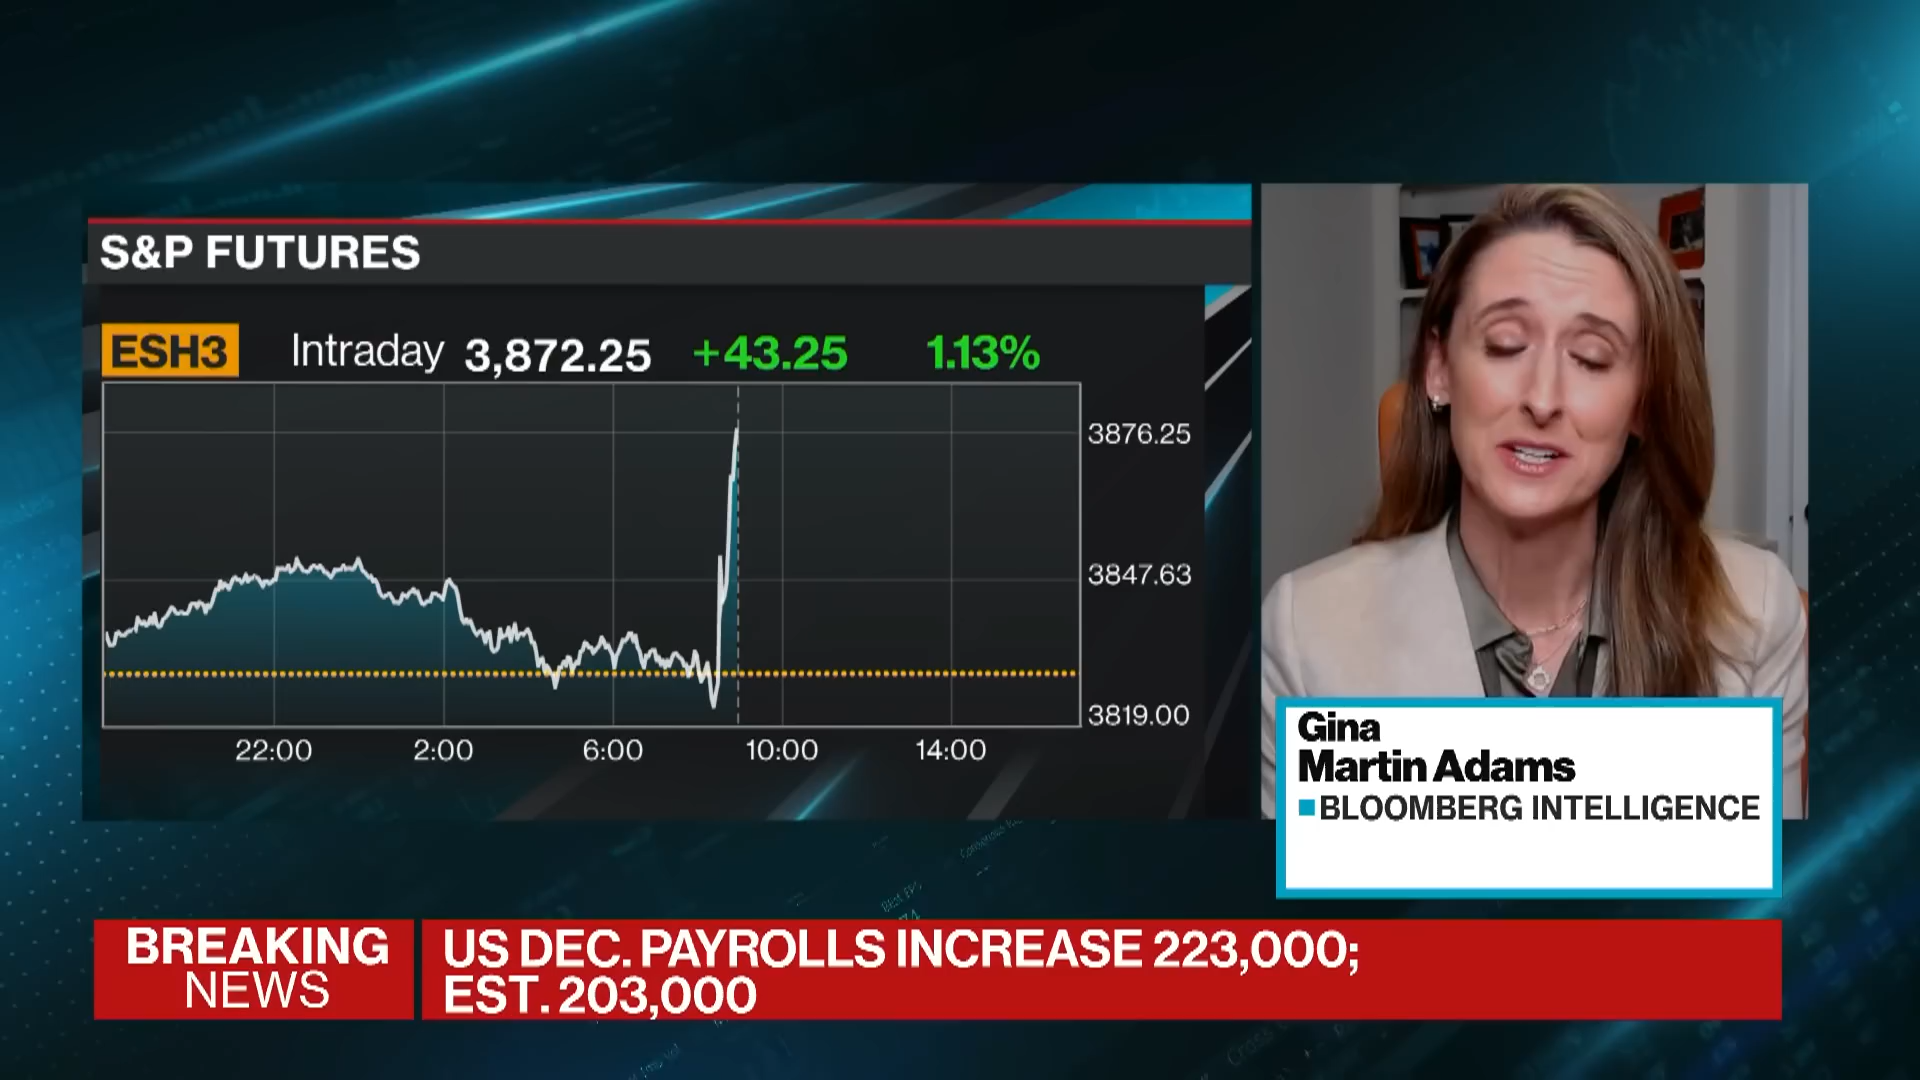 S&P FUTURES
ESH3 Intraday 3,872.25 +43.25 1.13%
3876.25
3847.63
3819.00
22:00 2:00 6:00 10:00 14:00
Gina
Martin Adams
BLOOMBERG INTELLIGENCE
BREAKING
NEWS
US DEC. PAYROLLS INCREASE 223,000;
EST. 203,000